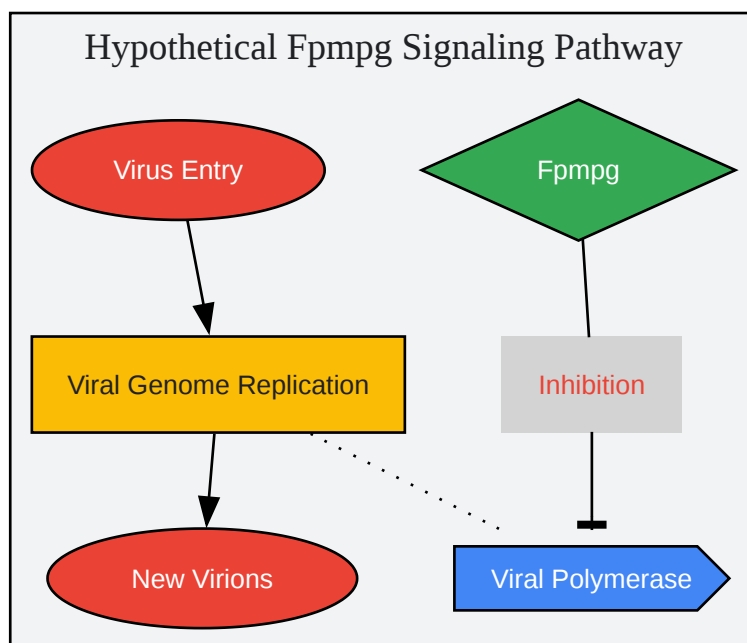 Hypothetical Fpmpg Signaling Pathway
Virus Entry
Fpmpg
Viral Genome Replication
Inhibition
New Virions
Viral Polymerase